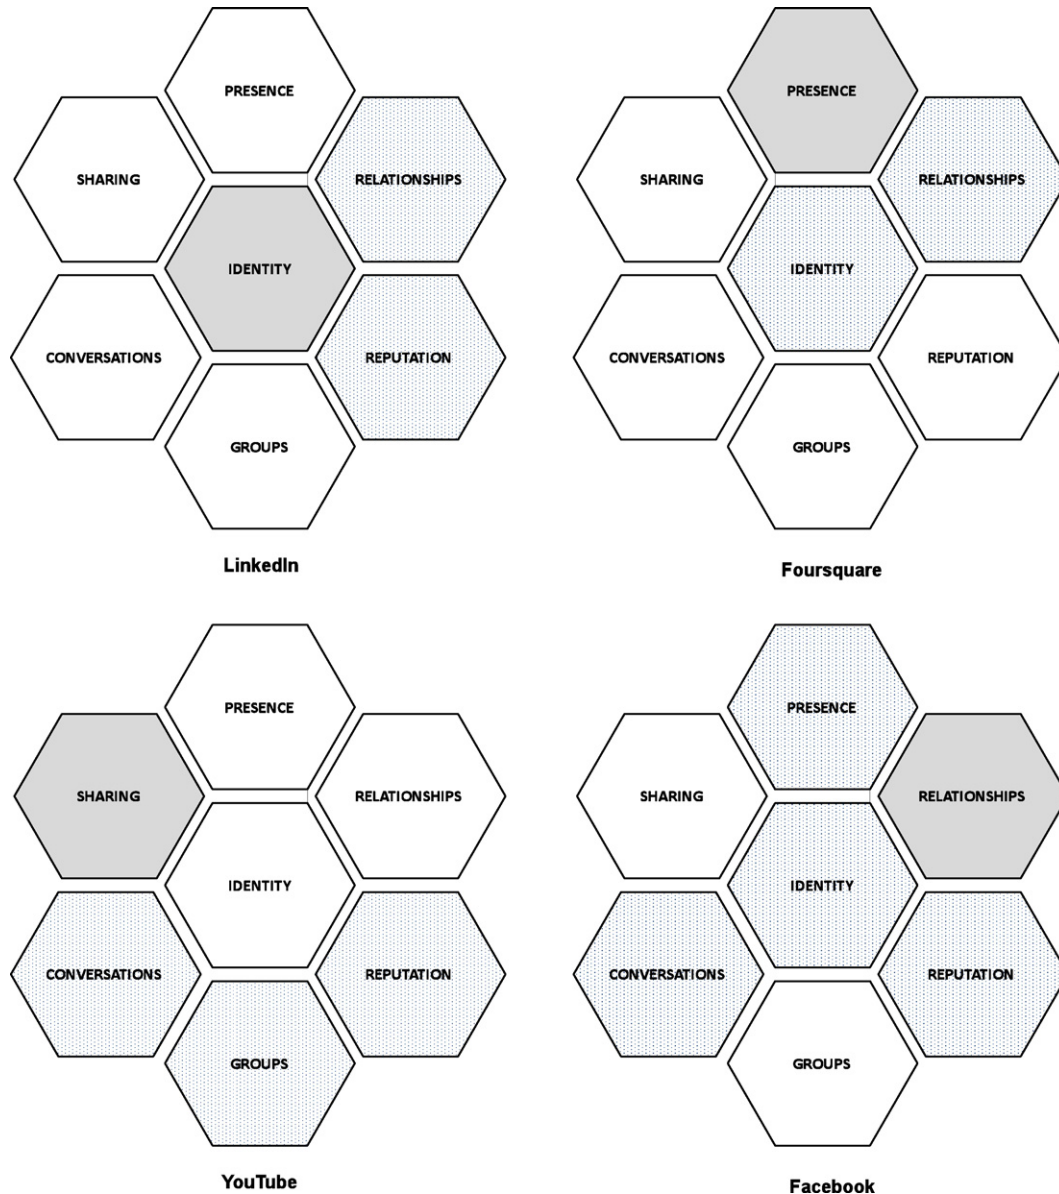 PRESENCE
SHARING
RELATIONSHIPS
IDENTITY
CONVERSATIONS
REPUTATION
GROUPS
LinkedIn
PRESENCE
SHARING
RELATIONSHIPS
IDENTITY
CONVERSATIONS
REPUTATION
GROUPS
Foursquare
PRESENCE
SHARING
RELATIONSHIPS
IDENTITY
CONVERSATIONS
REPUTATION
GROUPS
YouTube
PRESENCE
SHARING
RELATIONSHIPS
IDENTITY
CONVERSATIONS
REPUTATION
GROUPS
Facebook